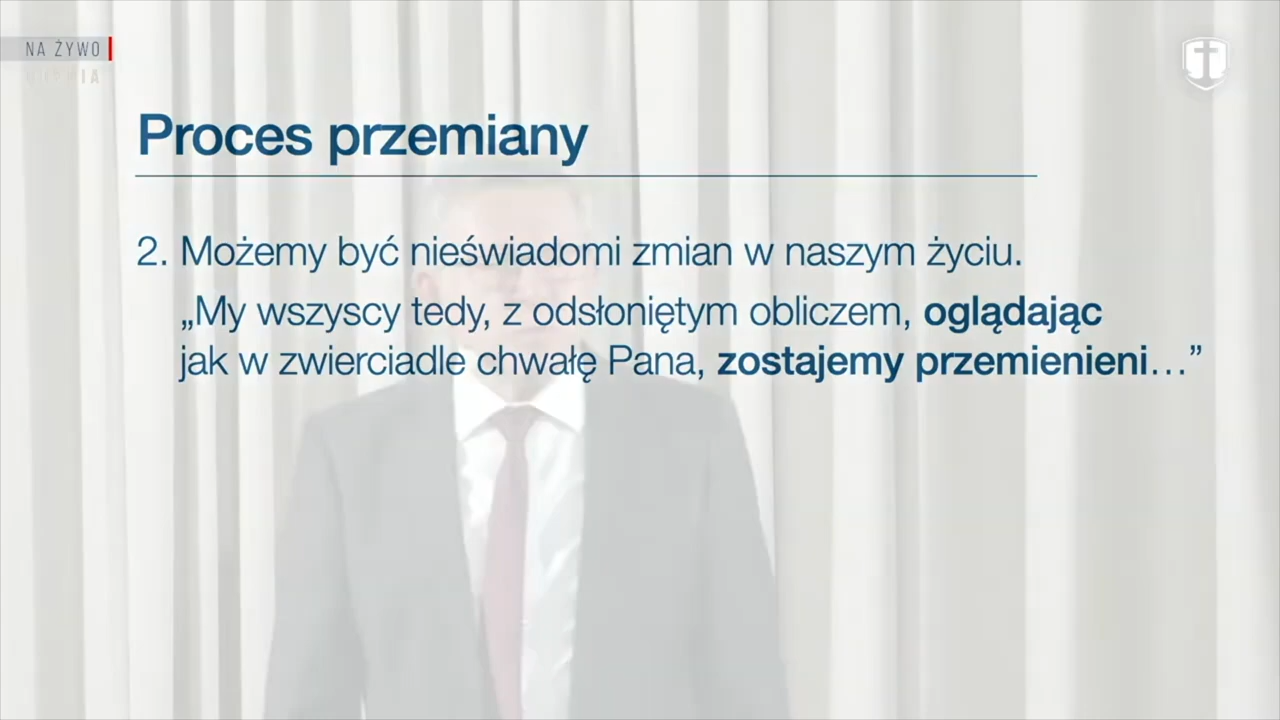 NA ŻYWO
Proces przemiany
2. Możemy być nieświadomi zmian w naszym życiu.
„My wszyscy tedy, z odsłoniętym obliczem, oglądając
jak w zwierciadle chwałę Pana, zostajemy przemienieni…”